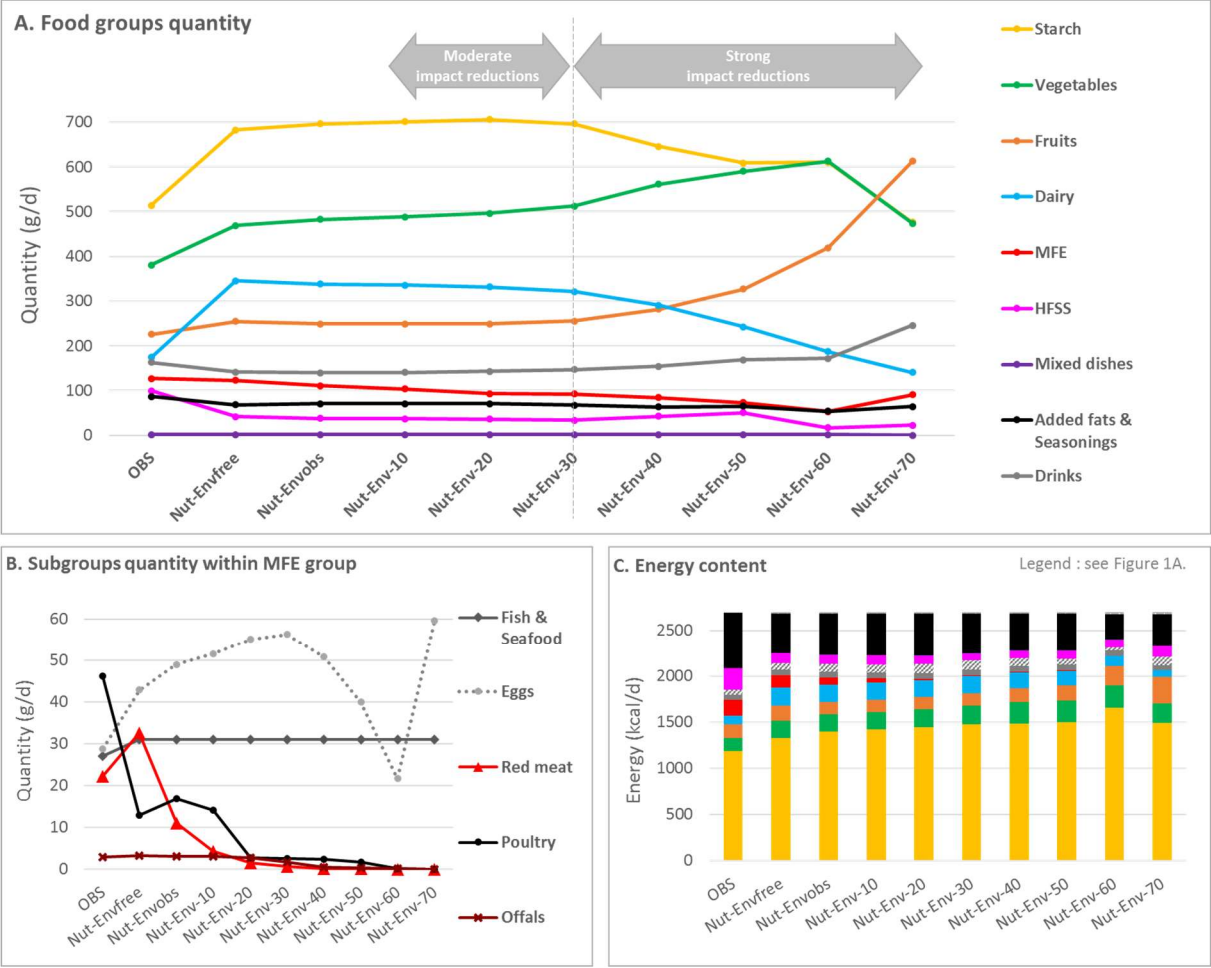 A. Food groups quantity
Moderate
impact reductions
Strong
impact reductions
Quantity (g/d)
700
600
500
400
300
200
100
0
OBS
Nut-Envfree
Nut-Envobs
Nut-Env-10
Nut-Env-20
Nut-Env-30
Nut-Env-40
Nut-Env-50
Nut-Env-60
Nut-Env-70
Starch
Vegetables
Fruits
Dairy
MFE
HFSS
Mixed dishes
Added fats &
Seasonings
Drinks
B. Subgroups quantity within MFE group
Quantity (g/d)
60
50
40
30
20
10
0
OBS
Nut-Envfree
Nut-Envobs
Nut-Env-10
Nut-Env-20
Nut-Env-30
Nut-Env-40
Nut-Env-50
Nut-Env-60
Nut-Env-70
Fish &
Seafood
Eggs
Red meat
Poultry
Offals
C. Energy content
Legend : see Figure 1A.
Energy (kcal/d)
2500
2000
1500
1000
500
0
OBS
Nut-Envfree
Nut-Envobs
Nut-Env-10
Nut-Env-20
Nut-Env-30
Nut-Env-40
Nut-Env-50
Nut-Env-60
Nut-Env-70